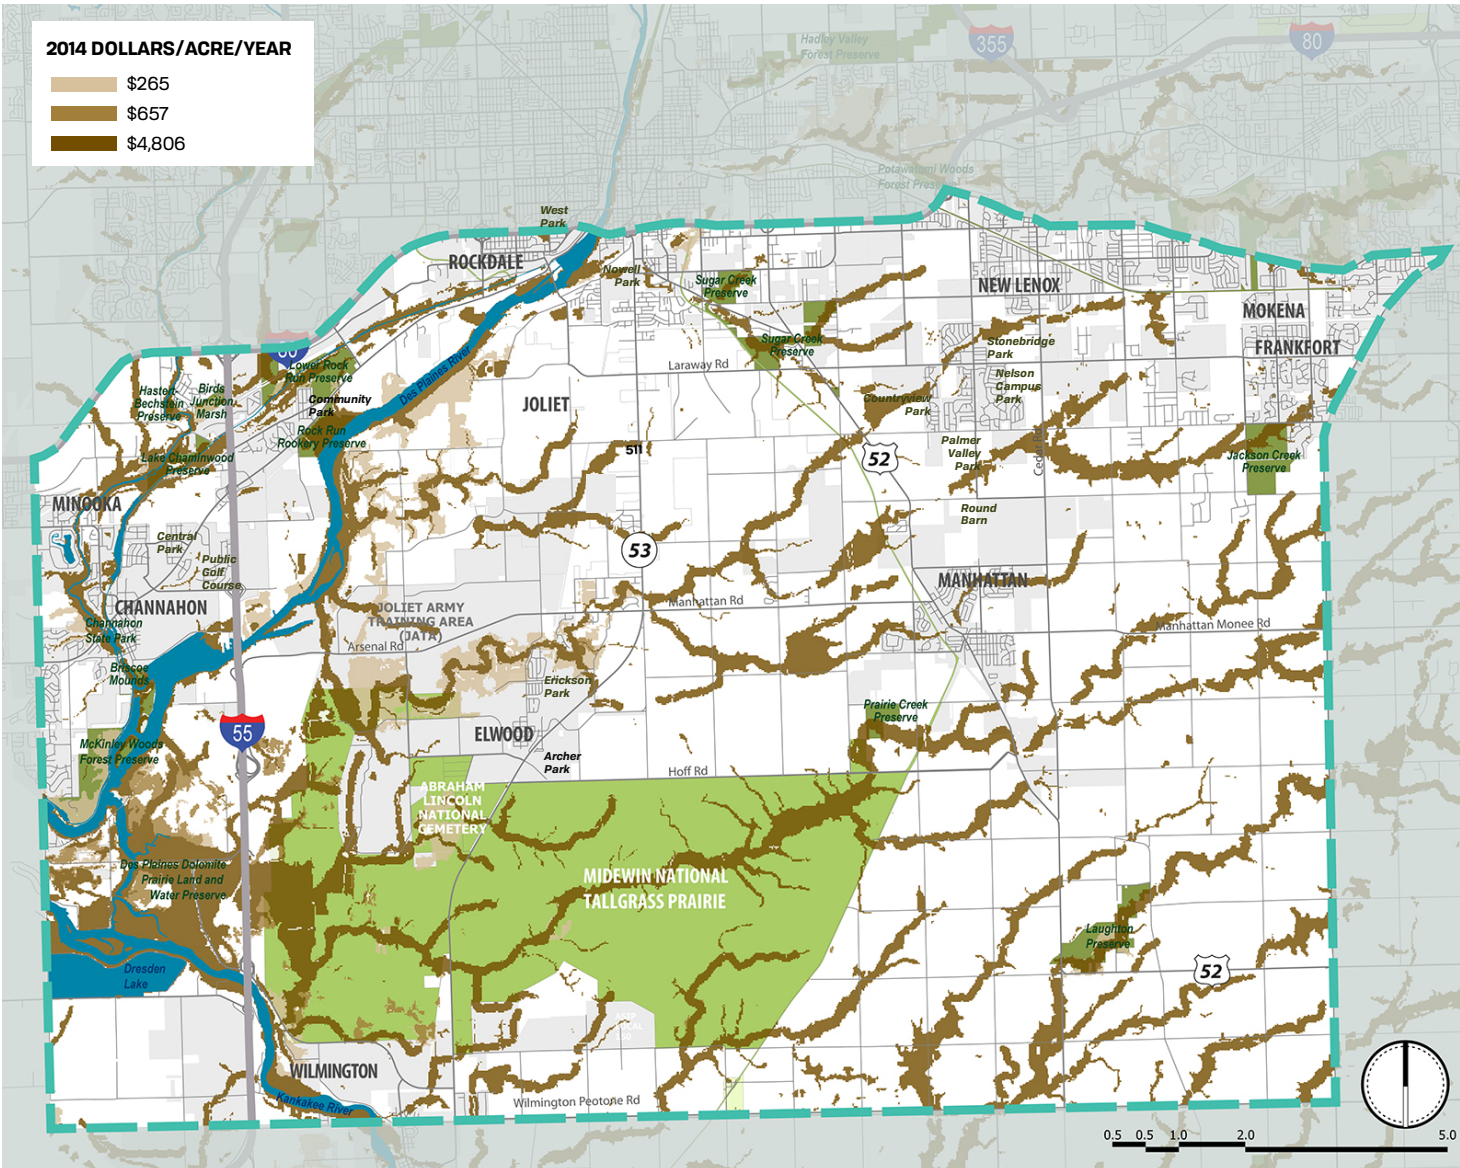 2014 DOLLARS/ACRE/YEAR
$265
$657
$4,806
Hadley Valley
Forest Preserve
355
80
Potawatomi Woods
Forest Preserve
West
Park
ROCKDALE
Nowell
Park
Sugar Creek
Preserve
NEW LENOX
MOKENA
FRANKFORT
Sugar Creek
Preserve
Stonebridge
Park
Laraway Rd
Nelson
Campus
Park
Lower Rock
Run Preserve
Hastert-
Bechstein
Preserve
Birds
Junction
Marsh
Community
Park
Des Plaines River
JOLIET
Countryview
Park
Rock Run
Rookery Preserve
511
52
Palmer
Valley
Park
Cedar Rd
Jackson Creek
Preserve
Lake Chaminwood
Preserve
MINOOKA
Round
Barn
Central
Park
Public
Golf
Course
53
MANHATTAN
CHANNAHON
Channahon
State Park
JOLIET ARMY
TRAINING AREA
(JATA)
Manhattan Rd
Manhattan Monee Rd
Arsenal Rd
Briscoe
Mounds
Erickson
Park
Prairie Creek
Preserve
55
ELWOOD
McKinley Woods
Forest Preserve
Archer
Park
Hoff Rd
ABRAHAM
LINCOLN
NATIONAL
CEMETERY
Des Plaines Dolomite
Prairie Land and
Water Preserve
MIDEWIN NATIONAL
TALLGRASS PRAIRIE
Laughton
Preserve
52
Dresden
Lake
WILMINGTON
Kankakee River
Wilmington Peotone Rd
0.5 0.5 1.0 2.0 5.0